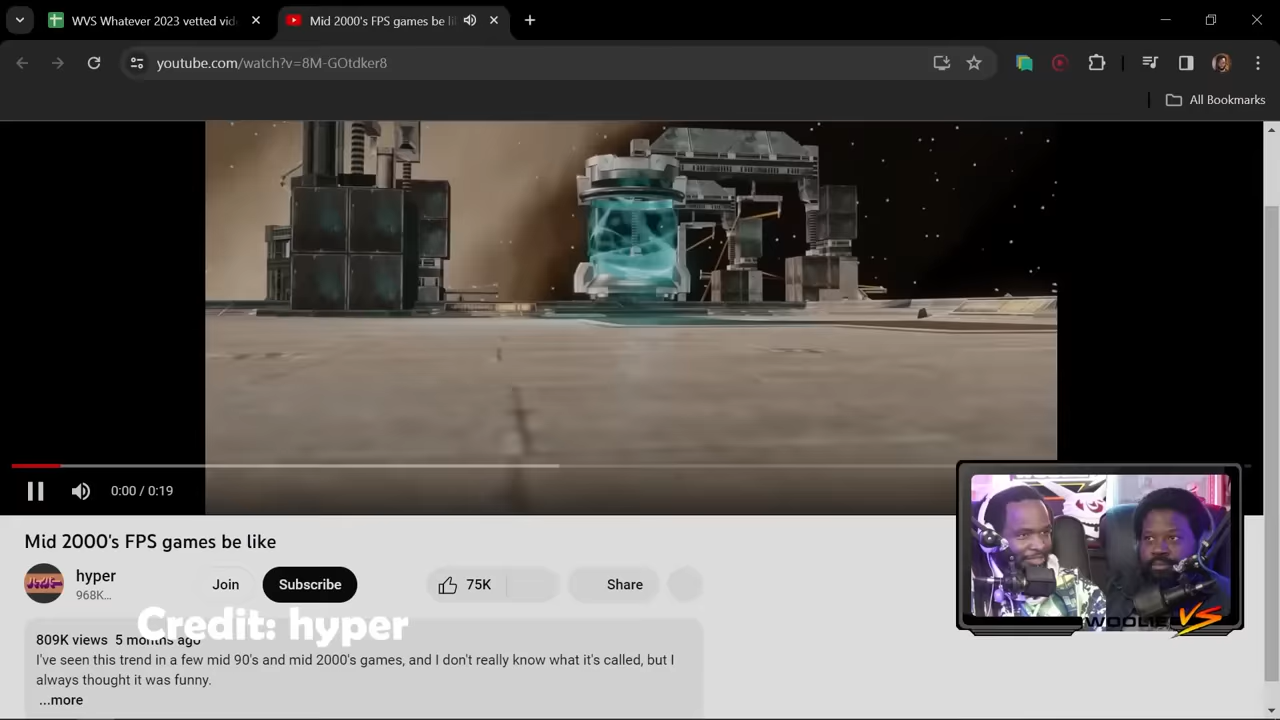 WVS Whatever 2023 vetted vid
Mid 2000's FPS games be li
youtube.com/watch?v=8M-GOtdker8
All Bookmarks
0:00 / 0:19
Mid 2000's FPS games be like
hyper
968K...
Join
Subscribe
75K
Share
Credit: hyper
809K views 5 months ago
I've seen this trend in a few mid 90's and mid 2000's games, and I don't really know what it's called, but I
always thought it was funny.
...more
WOOLIE VS